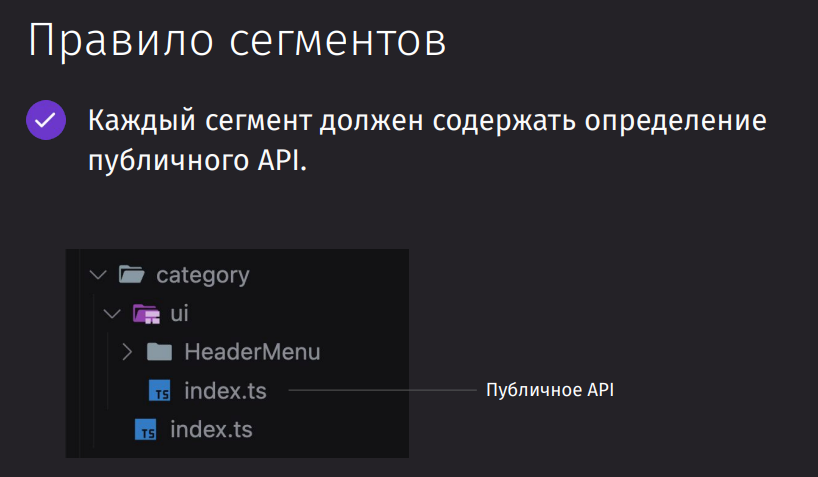 Правило сегментов
Каждый сегмент должен содержать определение
публичного API.
category
ui
HeaderMenu
TS index.ts
Публичное API
TS index.ts